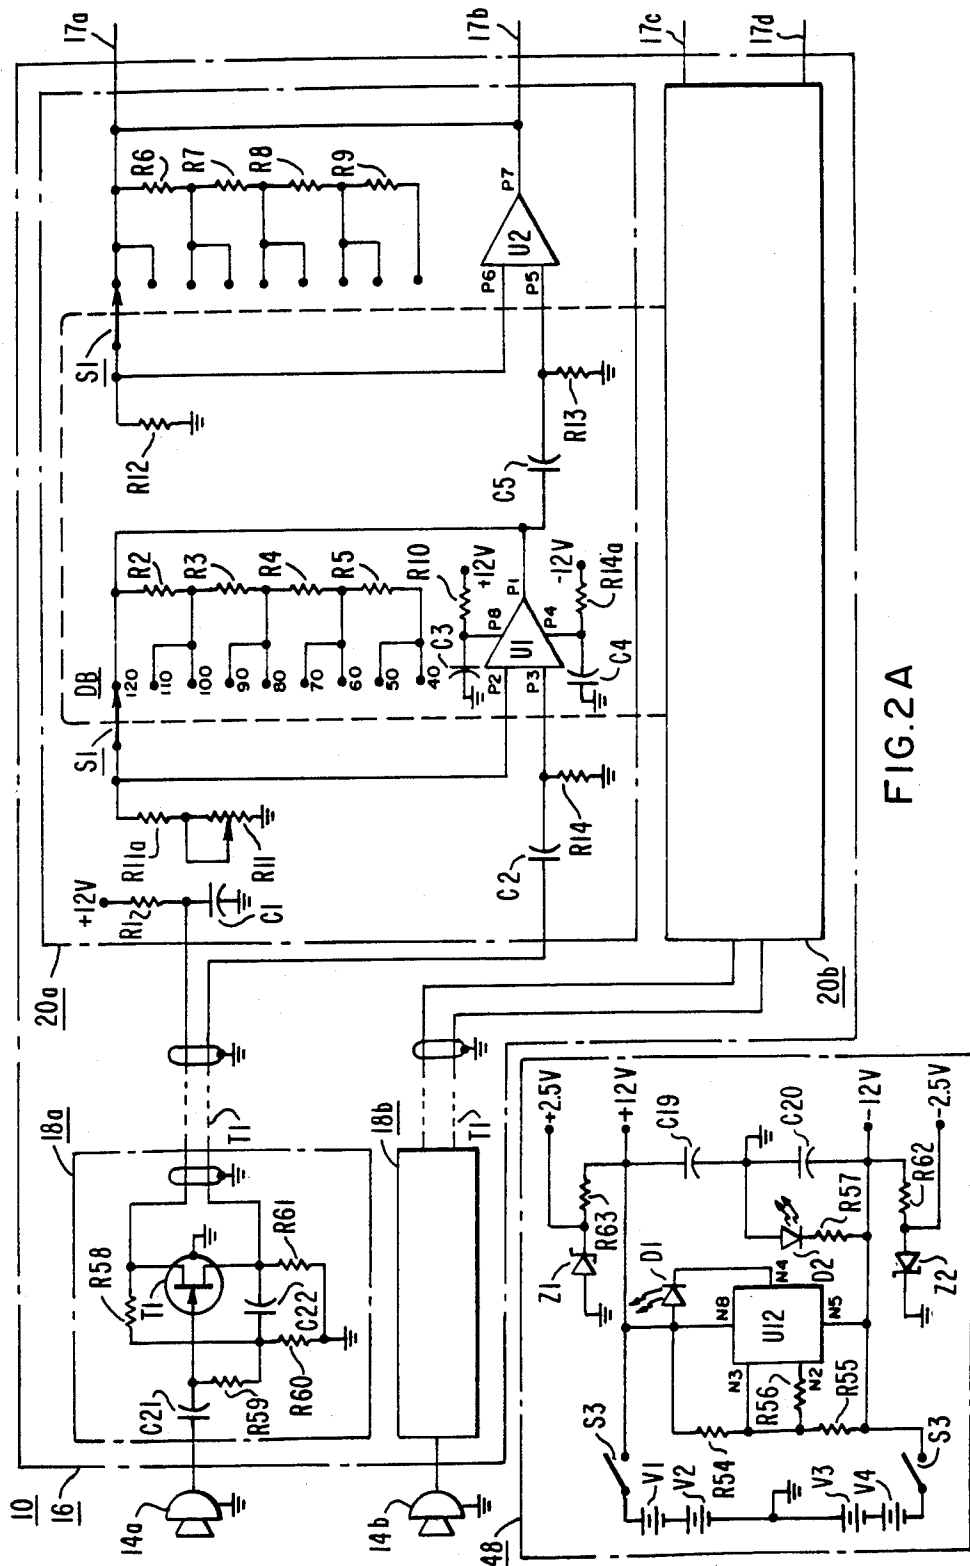 10
16
14a
14b
18a
R58
T1
C21
R59
R60
C22
R61
T1
18b
T1
20a
+12V
R1
C1
R11a
R11
S1
DB
120
110
100
90
80
70
60
50
40
R2
R3
R4
R5
R10
+12V
C3
P8
P2
P3
U1
P1
P4
-12V
R14a
C4
C2
R14
R12
S1
C5
R13
R6
R7
R8
R9
P6
P5
U2
P7
17a
17b
17c
17d
20b
48
S3
V1
V2
V3
V4
S3
R54
R56
R55
N3
N2
N8
N4
N5
U12
D1
D2
R57
Z1
R63
+2.5V
+12V
C19
C20
-12V
R62
Z2
-2.5V
FIG.2A